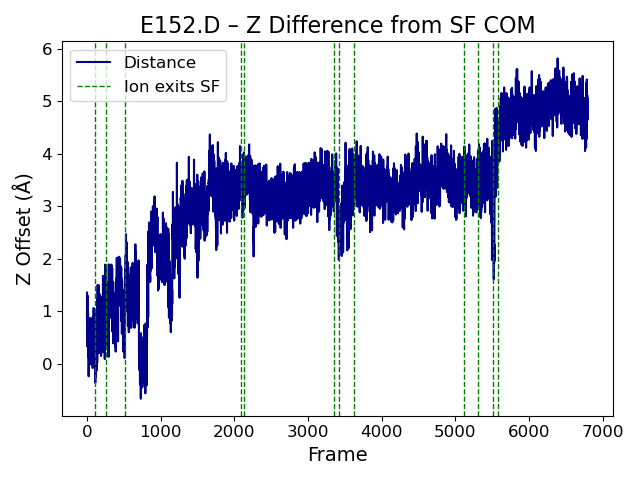 E152.D – Z Difference from SF COM
Distance
Ion exits SF
Z Offset (Å)
6
5
4
3
2
1
0
0 1000 2000 3000 4000 5000 6000 7000
Frame